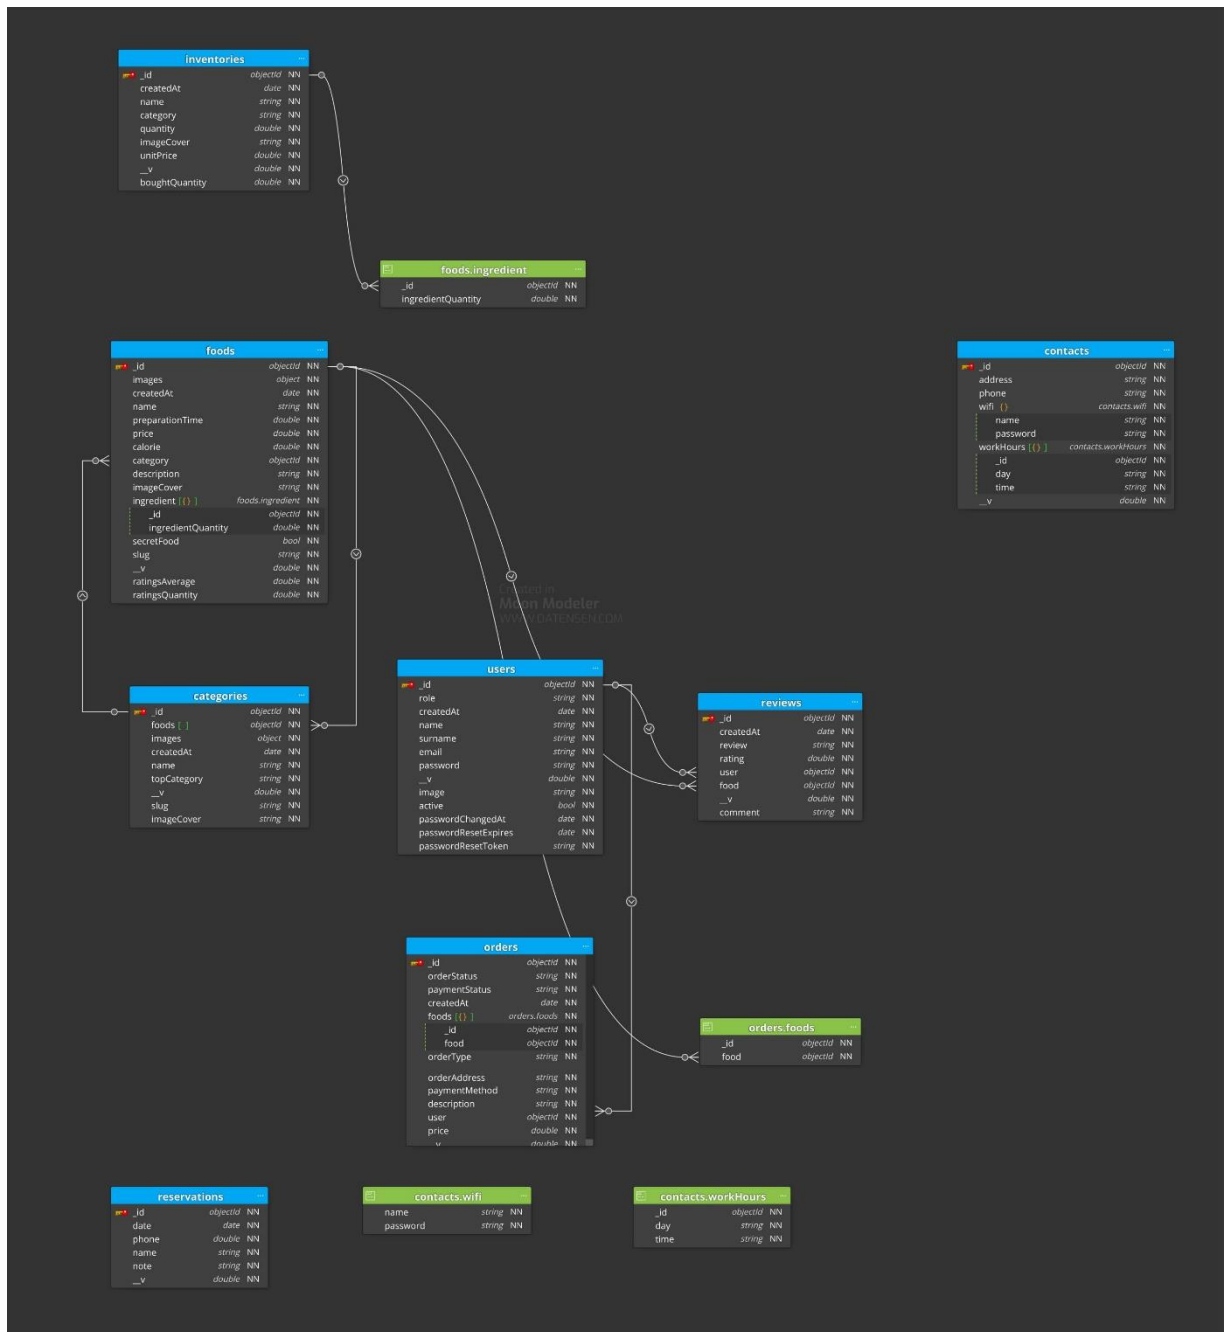 inventories
_id objectId NN
createdAt date NN
name string NN
category string NN
quantity double NN
imageCover string NN
unitPrice double NN
__v double NN
boughtQuantity double NN
foods.ingredient
_id objectId NN
ingredientQuantity double NN
foods
_id objectId NN
images object NN
createdAt date NN
name string NN
preparationTime double NN
price double NN
calorie double NN
category objectId NN
description string NN
imageCover string NN
ingredient [{} ] foods.ingredient NN
_id objectId NN
ingredientQuantity double NN
secretFood bool NN
slug string NN
__v double NN
ratingsAverage double NN
ratingsQuantity double NN
contacts
_id objectId NN
address string NN
phone string NN
wifi {} contacts.wifi NN
name string NN
password string NN
workHours [{} ] contacts.workHours NN
_id objectId NN
day string NN
time string NN
__v double NN
Created in
Moon Modeler
WWW.DATENSEN.COM
categories
_id objectId NN
foods [ ] objectId NN
images object NN
createdAt date NN
name string NN
topCategory string NN
__v double NN
slug string NN
imageCover string NN
users
_id objectId NN
role string NN
createdAt date NN
name string NN
surname string NN
email string NN
password string NN
__v double NN
image string NN
active bool NN
passwordChangedAt date NN
passwordResetExpires date NN
passwordResetToken string NN
reviews
_id objectId NN
createdAt date NN
review string NN
rating double NN
user objectId NN
food objectId NN
__v double NN
comment string NN
orders
_id objectId NN
orderStatus string NN
paymentStatus string NN
createdAt date NN
foods [{} ] orders.foods NN
_id objectId NN
food objectId NN
orderType string NN
orderAddress string NN
paymentMethod string NN
description string NN
user objectId NN
price double NN
__v double NN
orders.foods
_id objectId NN
food objectId NN
reservations
_id objectId NN
date date NN
phone double NN
name string NN
note string NN
__v double NN
contacts.wifi
name string NN
password string NN
contacts.workHours
_id objectId NN
day string NN
time string NN